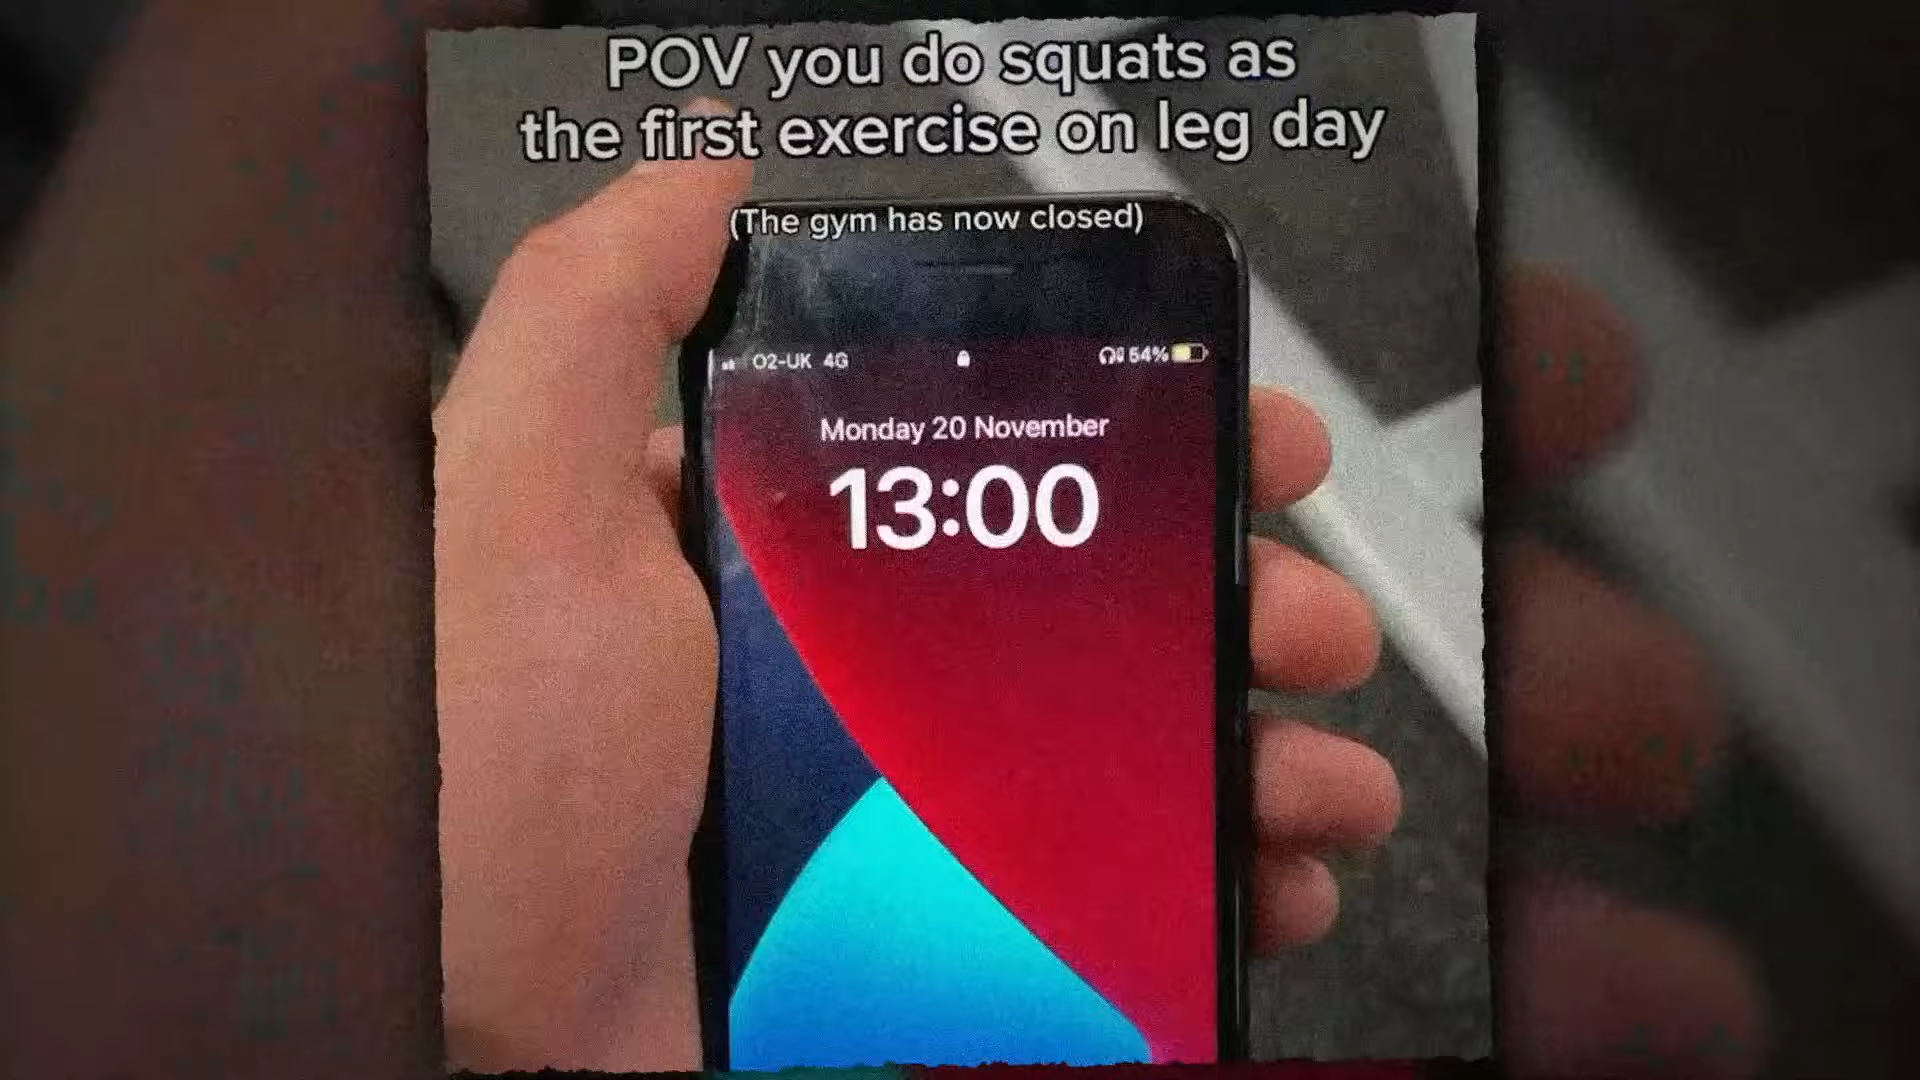 POV you do squats as
the first exercise on leg day
(The gym has now closed)
O2-UK 4G 54%
Monday 20 November
13:00